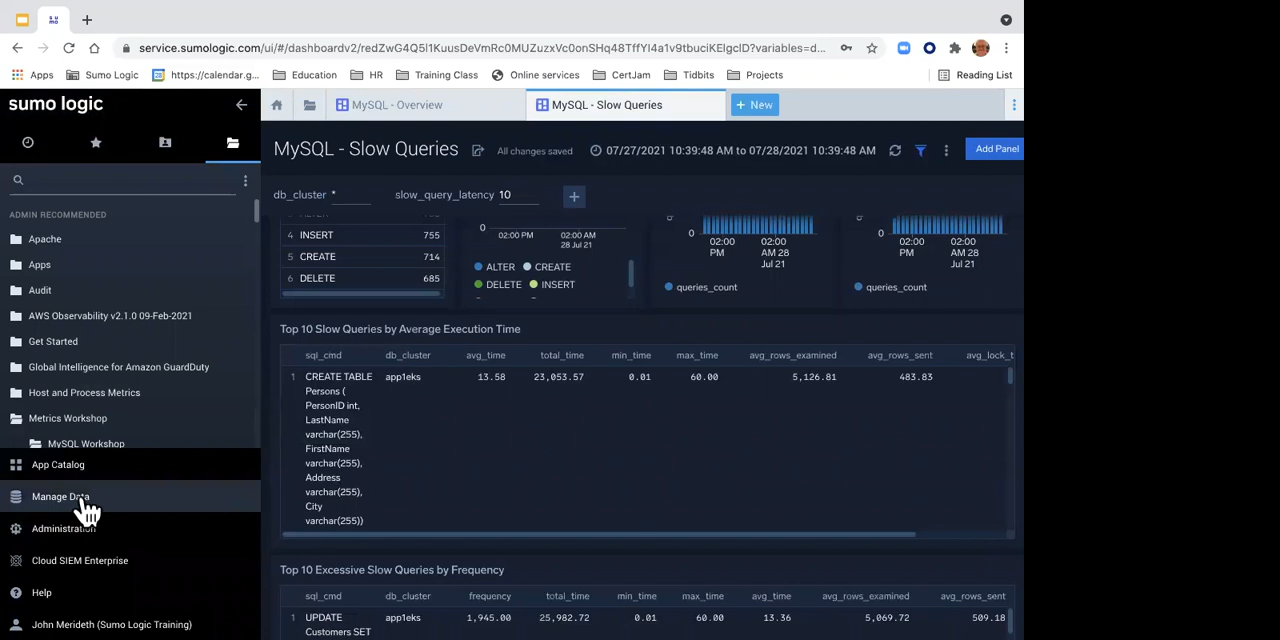 service.sumologic.com/ui/#/dashboardv2/redZwG4Q5l1KuusDeVmRc0MUZuzxVc0onSHq48TffYl4a1v9tbuciKElgclD?variables=d...
Apps
Sumo Logic
https://calendar.g...
Education
HR
Training Class
Online services
CertJam
Tidbits
Projects
Reading List
sumo logic
MySQL - Overview
MySQL - Slow Queries
+ New
MySQL - Slow Queries
All changes saved
07/27/2021 10:39:48 AM to 07/28/2021 10:39:48 AM
Add Panel
db_cluster *
slow_query_latency 10
ADMIN RECOMMENDED
Apache
Apps
Audit
AWS Observability v2.1.0 09-Feb-2021
Get Started
Global Intelligence for Amazon GuardDuty
Host and Process Metrics
Metrics Workshop
MySQL Workshop
App Catalog
Manage Data
Administration
Cloud SIEM Enterprise
Help
John Merideth (Sumo Logic Training)
4 INSERT 755
5 CREATE 714
6 DELETE 685
0
02:00 PM
02:00 AM
28 Jul 21
ALTER
CREATE
DELETE
INSERT
0
02:00
PM
02:00
AM 28
Jul 21
queries_count
0
02:00
PM
02:00
AM 28
Jul 21
queries_count
Top 10 Slow Queries by Average Execution Time
sql_cmd db_cluster avg_time total_time min_time max_time avg_rows_examined avg_rows_sent avg_lock_t
1 CREATE TABLE app1eks 13.58 23,053.57 0.01 60.00 5,126.81 483.83
Persons (
PersonID int,
LastName
varchar(255),
FirstName
varchar(255),
Address
varchar(255),
City
varchar(255))
Top 10 Excessive Slow Queries by Frequency
sql_cmd db_cluster frequency total_time min_time max_time avg_time avg_rows_examined avg_rows_sent
1 UPDATE app1eks 1,945.00 25,982.72 0.01 60.00 13.36 5,069.72 509.18
Customers SET